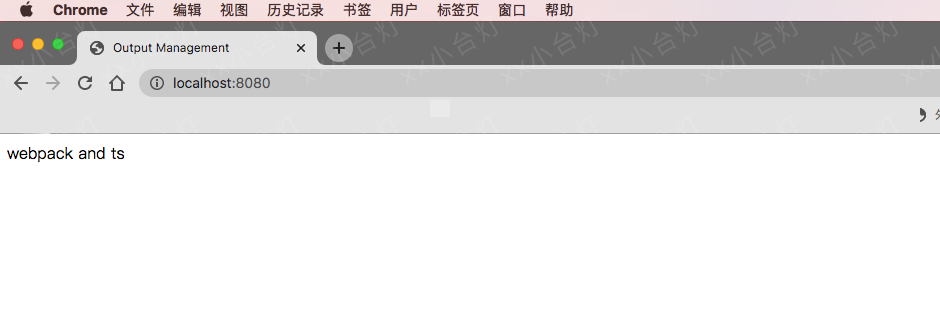 Chrome 文件 编辑 视图 历史记录 书签 用户 标签页 窗口 帮助
Output Management
localhost:8080
webpack and ts